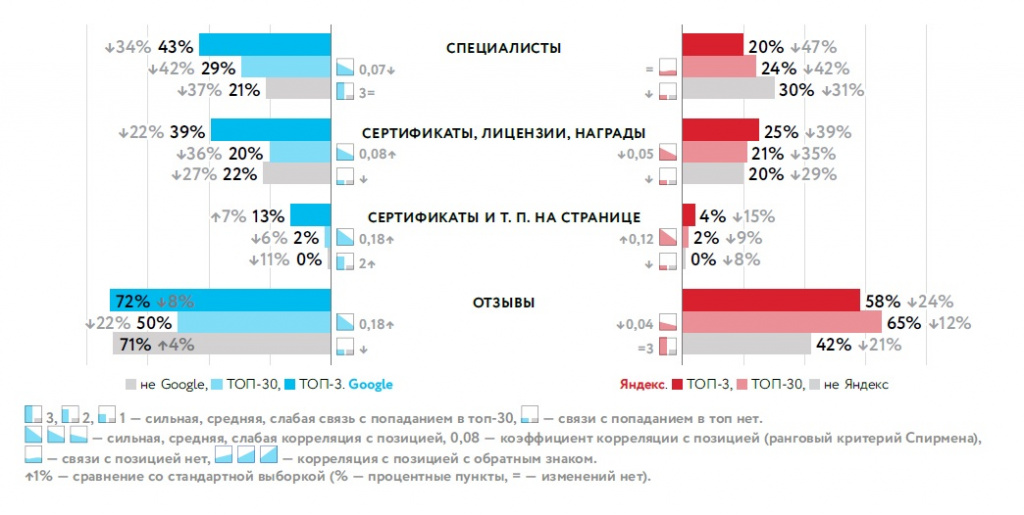 СПЕЦИАЛИСТЫ
↓34% 43% 20% ↓47%
↓42% 29% 0,07↓ = 24% ↓42%
↓37% 21% 3= ↓ 30% ↓31%
СЕРТИФИКАТЫ, ЛИЦЕНЗИИ, НАГРАДЫ
↓22% 39% 25% ↓39%
↓36% 20% 0,08↑ ↓0,05 21% ↓35%
↓27% 22% ↓ ↓ 20% ↓29%
СЕРТИФИКАТЫ И Т. П. НА СТРАНИЦЕ
↑7% 13% 4% ↓15%
↓6% 2% 0,18↑ ↑0,12 2% ↓9%
↓11% 0% 2↑ ↓ 0% ↓8%
ОТЗЫВЫ
72% ↓8% 58% ↓24%
↓22% 50% 0,18↑ ↓0,04 65% ↓12%
71% ↑4% ↓ =3 42% ↓21%
не Google, ТОП-30, ТОП-3. Google Яндекс. ТОП-3, ТОП-30, не Яндекс
3, 2, 1 — сильная, средняя, слабая связь с попаданием в топ-30, — связи с попаданием в топ нет.
— сильная, средняя, слабая корреляция с позицией, 0,08 — коэффициент корреляции с позицией (ранговый критерий Спирмена),
— связи с позицией нет, — корреляция с позицией с обратным знаком.
↑1% — сравнение со стандартной выборкой (% — процентные пункты, = — изменений нет).